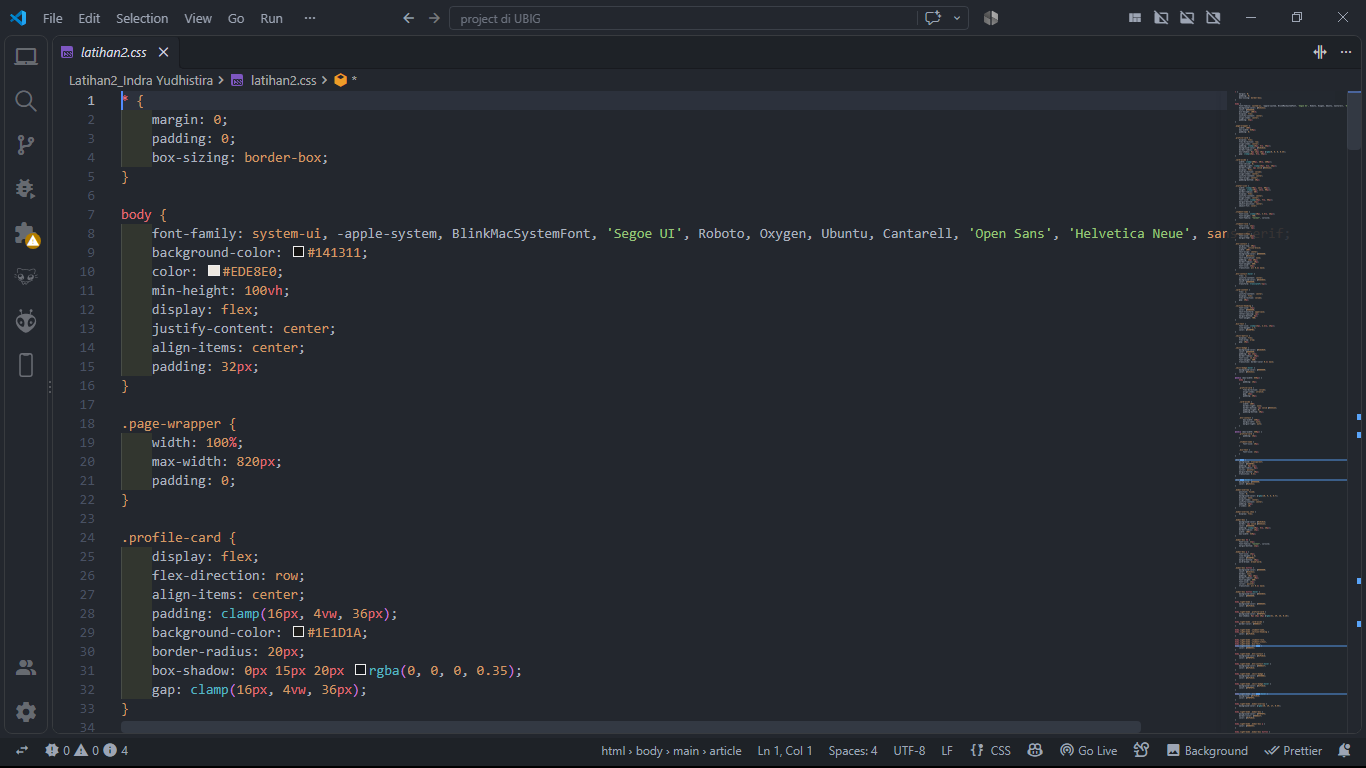 File Edit Selection View Go Run ··· project di UBIG
latihan2.css
Latihan2_Indra Yudhistira > latihan2.css > *
1 * {
2 margin: 0;
3 padding: 0;
4 box-sizing: border-box;
5 }
6
7 body {
8 font-family: system-ui, -apple-system, BlinkMacSystemFont, 'Segoe UI', Roboto, Oxygen, Ubuntu, Cantarell, 'Open Sans', 'Helvetica Neue', sans-serif;
9 background-color: #141311;
10 color: #EDE8E0;
11 min-height: 100vh;
12 display: flex;
13 justify-content: center;
14 align-items: center;
15 padding: 32px;
16 }
17
18 .page-wrapper {
19 width: 100%;
20 max-width: 820px;
21 padding: 0;
22 }
23
24 .profile-card {
25 display: flex;
26 flex-direction: row;
27 align-items: center;
28 padding: clamp(16px, 4vw, 36px);
29 background-color: #1E1D1A;
30 border-radius: 20px;
31 box-shadow: 0px 15px 20px rgba(0, 0, 0, 0.35);
32 gap: clamp(16px, 4vw, 36px);
33 }
34
0 0 4 html › body › main › article Ln 1, Col 1 Spaces: 4 UTF-8 LF {} CSS Go Live Background Prettier